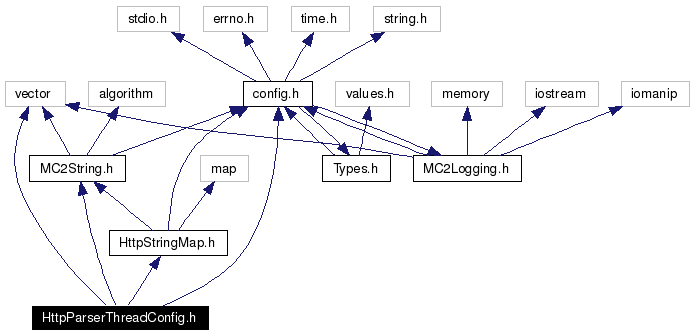 stdio.h
errno.h
time.h
string.h
vector
algorithm
config.h
values.h
memory
iostream
iomanip
MC2String.h
map
Types.h
MC2Logging.h
HttpStringMap.h
HttpParserThreadConfig.h